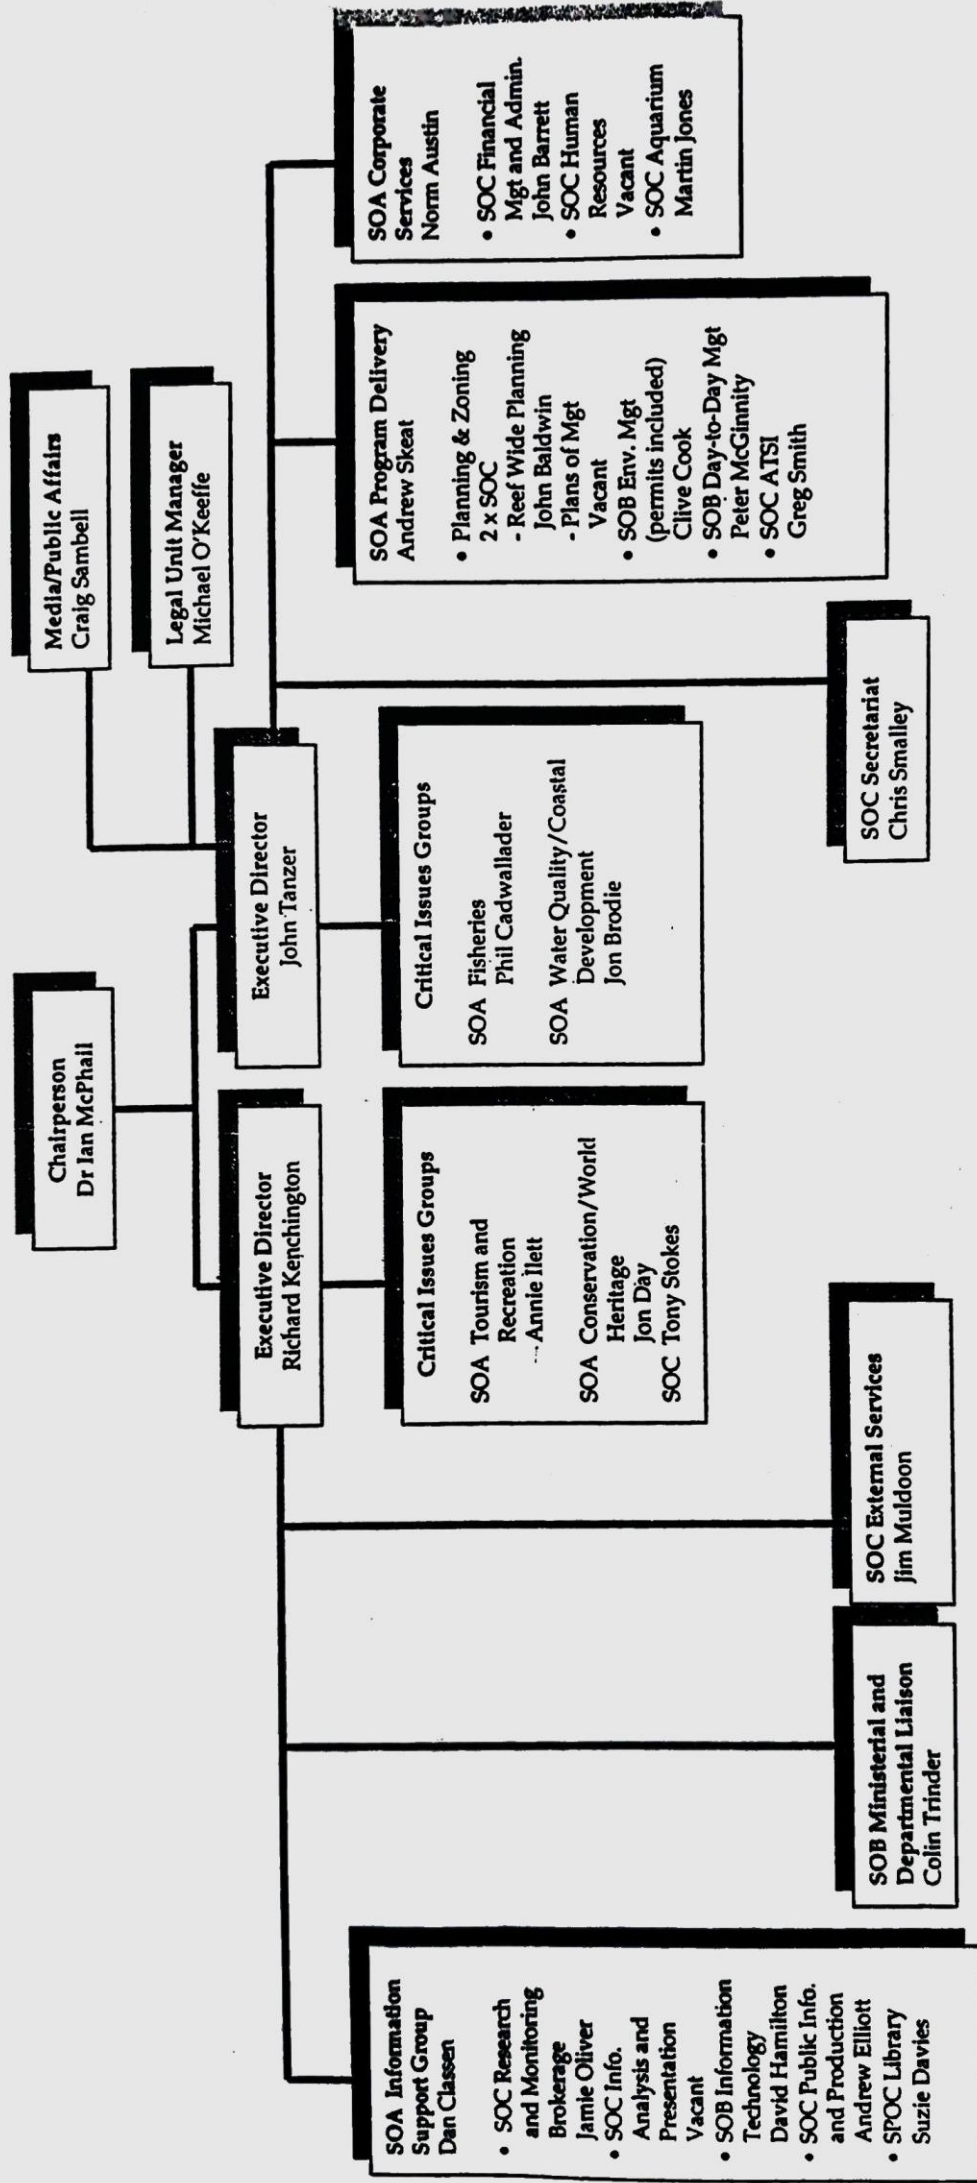 Chairperson
Dr Ian McPhail
Media/Public Affairs
Craig Sambell
Legal Unit Manager
Michael O'Keeffe
Executive Director
Richard Kenchington
Executive Director
John Tanzer
Critical Issues Groups
SOA Tourism and
Recreation
Annie Ilett
SOA Conservation/World
Heritage
Jon Day
SOC Tony Stokes
Critical Issues Groups
SOA Fisheries
Phil Cadwallader
SOA Water Quality/Coastal
Development
Jon Brodie
SOA Information
Support Group
Dan Classen
• SOC Research
and Monitoring
Brokerage
Jamie Oliver
• SOC Info.
Analysis and
Presentation
Vacant
• SOB Information
Technology
David Hamilton
• SOC Public Info.
and Production
Andrew Elliott
• SPOC Library
Suzie Davies
SOB Ministerial and
Departmental Liaison
Colin Trinder
SOC External Services
Jim Muldoon
SOC Secretariat
Chris Smalley
SOA Program Delivery
Andrew Skeat
• Planning & Zoning
2 x SOC
- Reef Wide Planning
John Baldwin
- Plans of Mgt
Vacant
• SOB Env. Mgt
(permits included)
Clive Cook
• SOB Day-to-Day Mgt
Peter McGinnity
• SOC ATSI
Greg Smith
SOA Corporate
Services
Norm Austin
• SOC Financial
Mgt and Admin.
John Barrett
• SOC Human
Resources
Vacant
• SOC Aquarium
Martin Jones